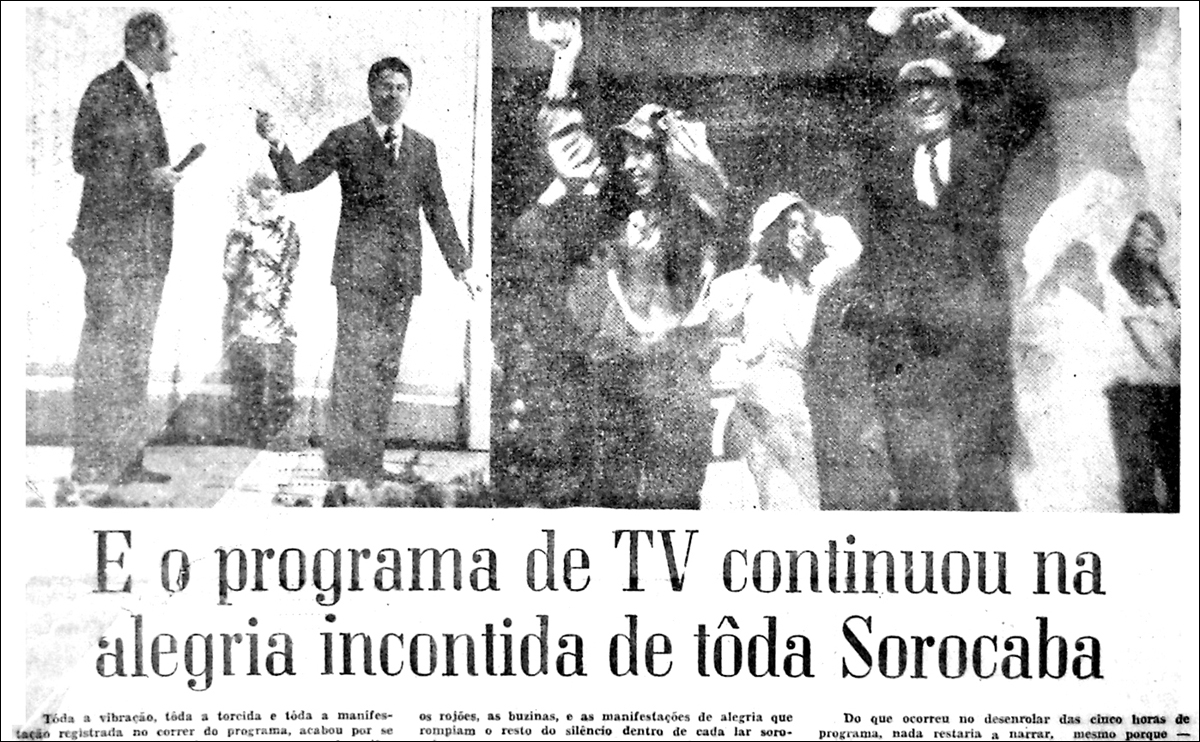 E o programa de TV continuou na
alegria incontida de tôda Sorocaba
Tôda a vibração, tôda a torcida e tôda a manifes-
tação registrada no correr do programa, acabou por se
os rojões, as buzinas, e as manifestações de alegria que
rompiam o resto do silêncio dentro de cada lar soro-
Do que ocorreu no desenrolar das cinco horas de
programa, nada restaria a narrar, mesmo porque —